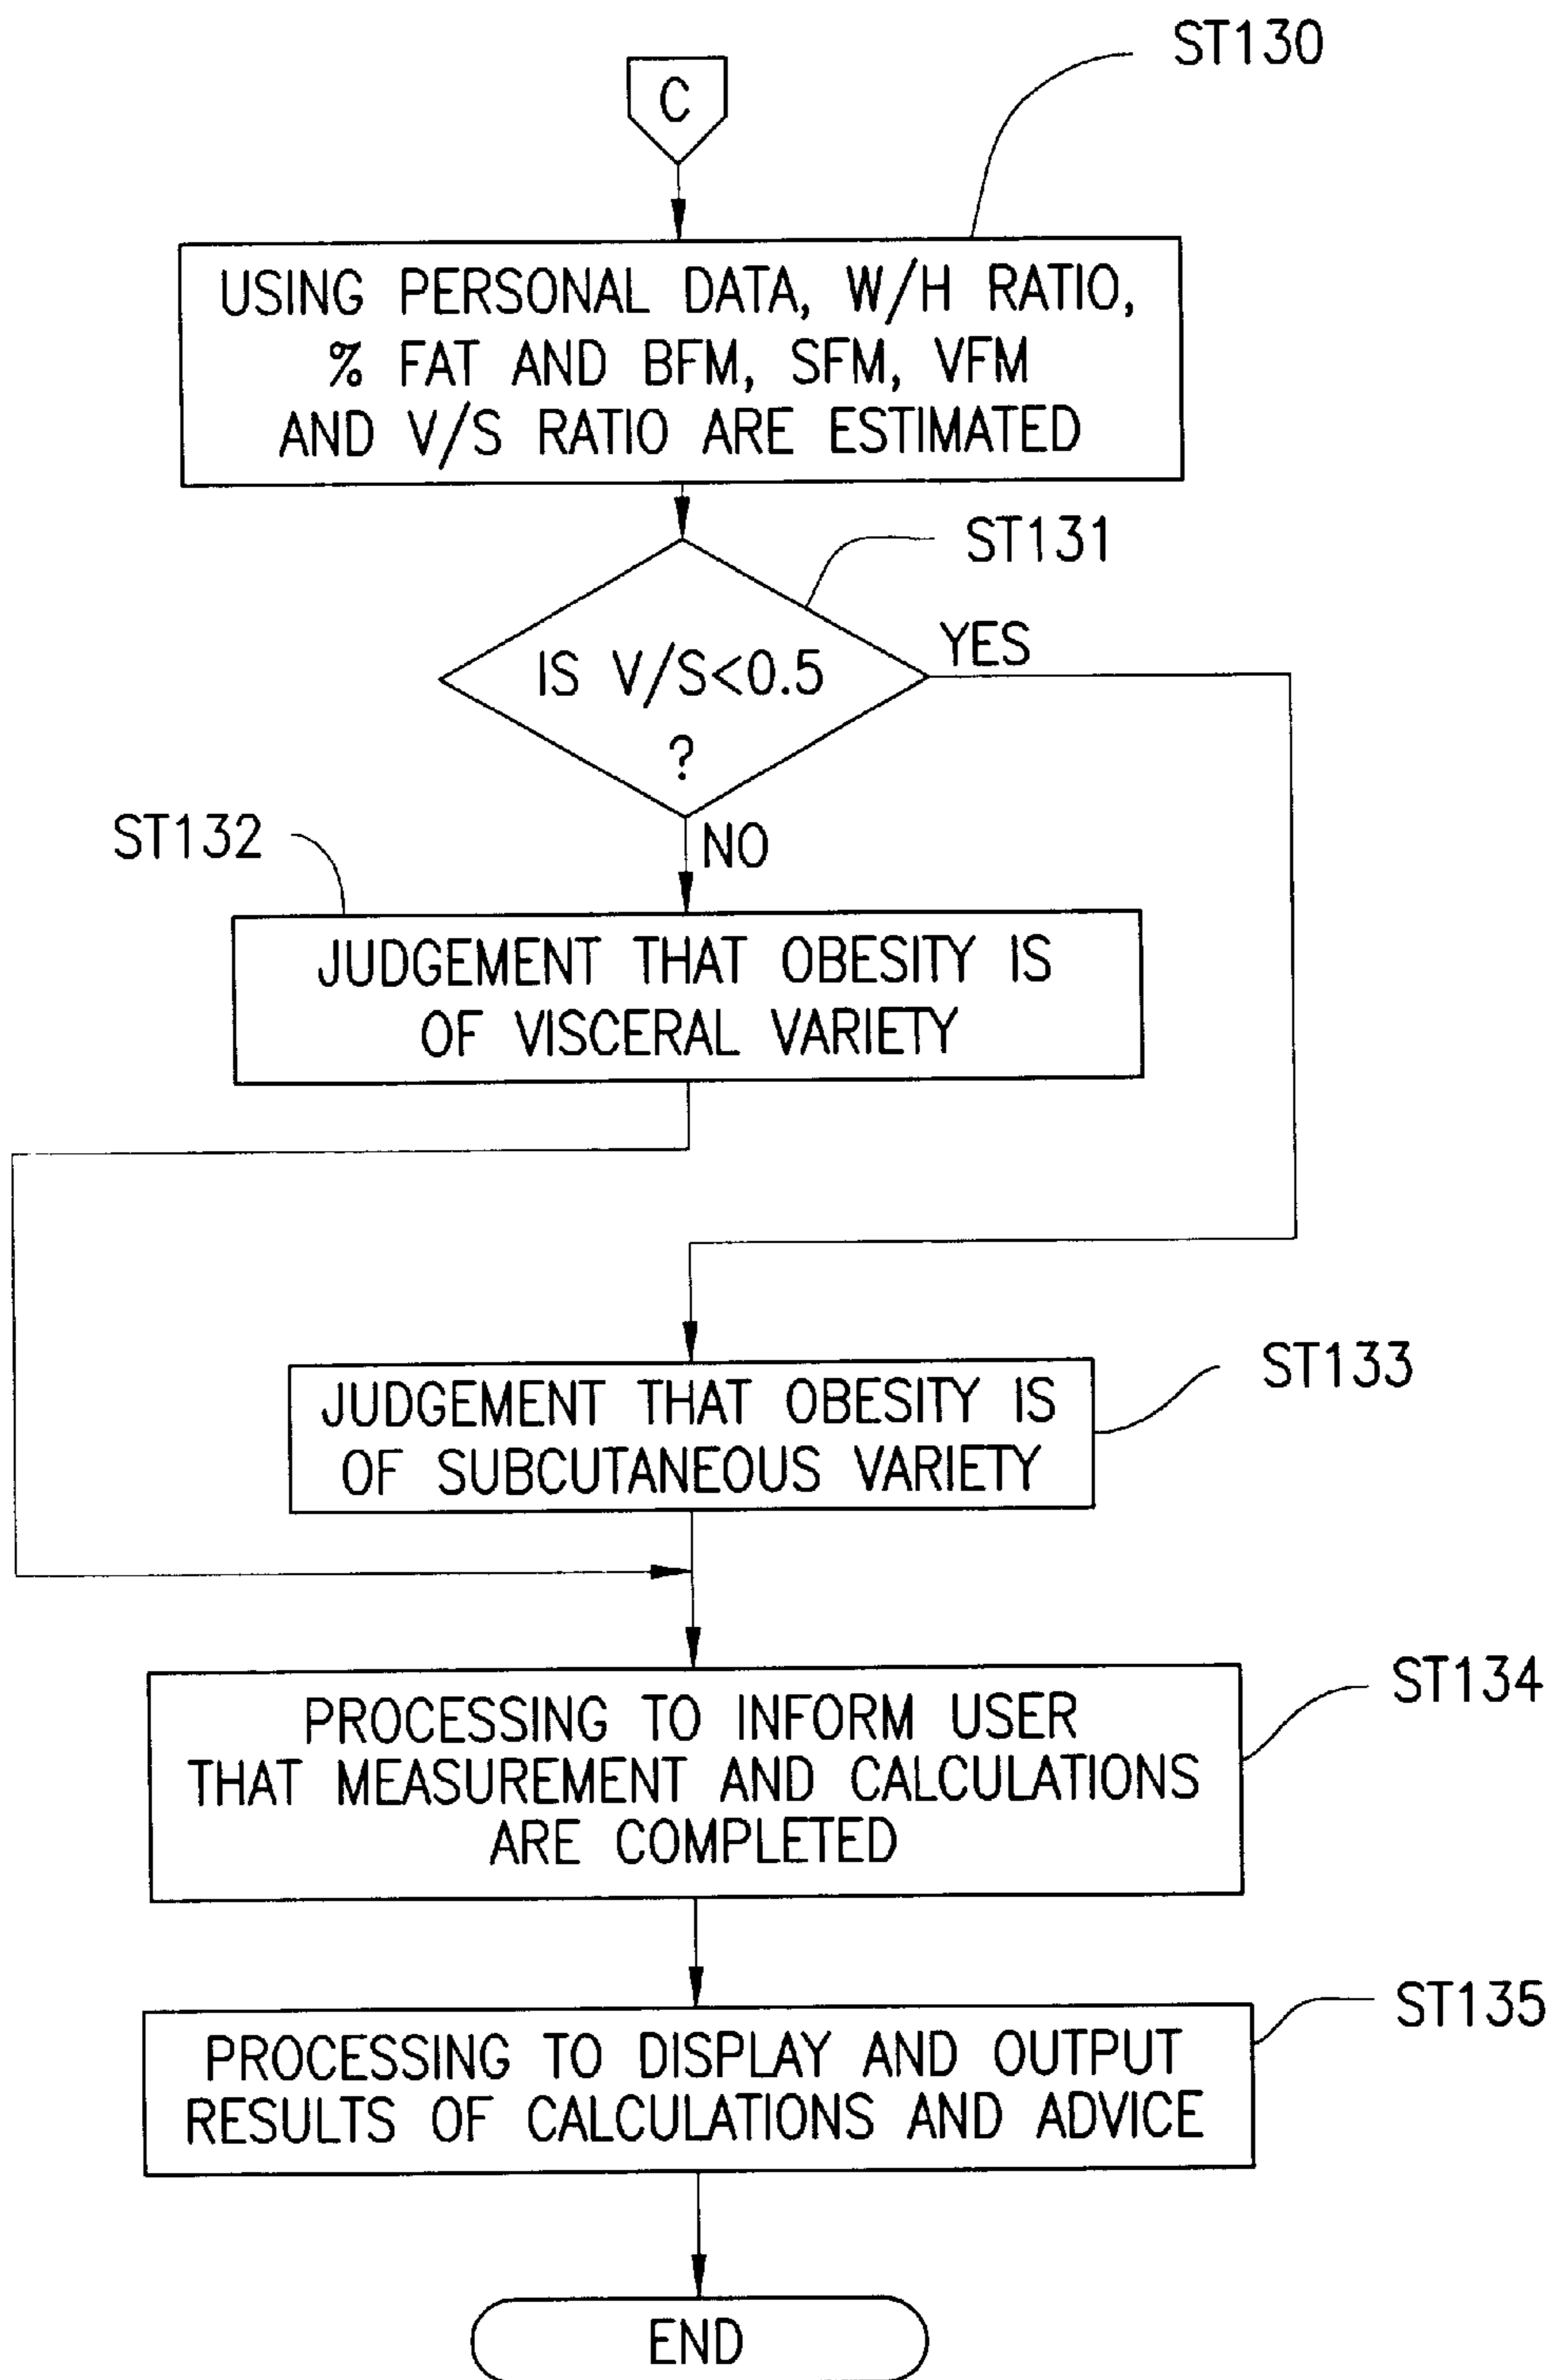 ST130
C
USING PERSONAL DATA, W/H RATIO,
% FAT AND BFM, SFM, VFM
AND V/S RATIO ARE ESTIMATED
ST131
YES
IS V/S<0.5
?
ST132
NO
JUDGEMENT THAT OBESITY IS
OF VISCERAL VARIETY
ST133
JUDGEMENT THAT OBESITY IS
OF SUBCUTANEOUS VARIETY
ST134
PROCESSING TO INFORM USER
THAT MEASUREMENT AND CALCULATIONS
ARE COMPLETED
ST135
PROCESSING TO DISPLAY AND OUTPUT
RESULTS OF CALCULATIONS AND ADVICE
END